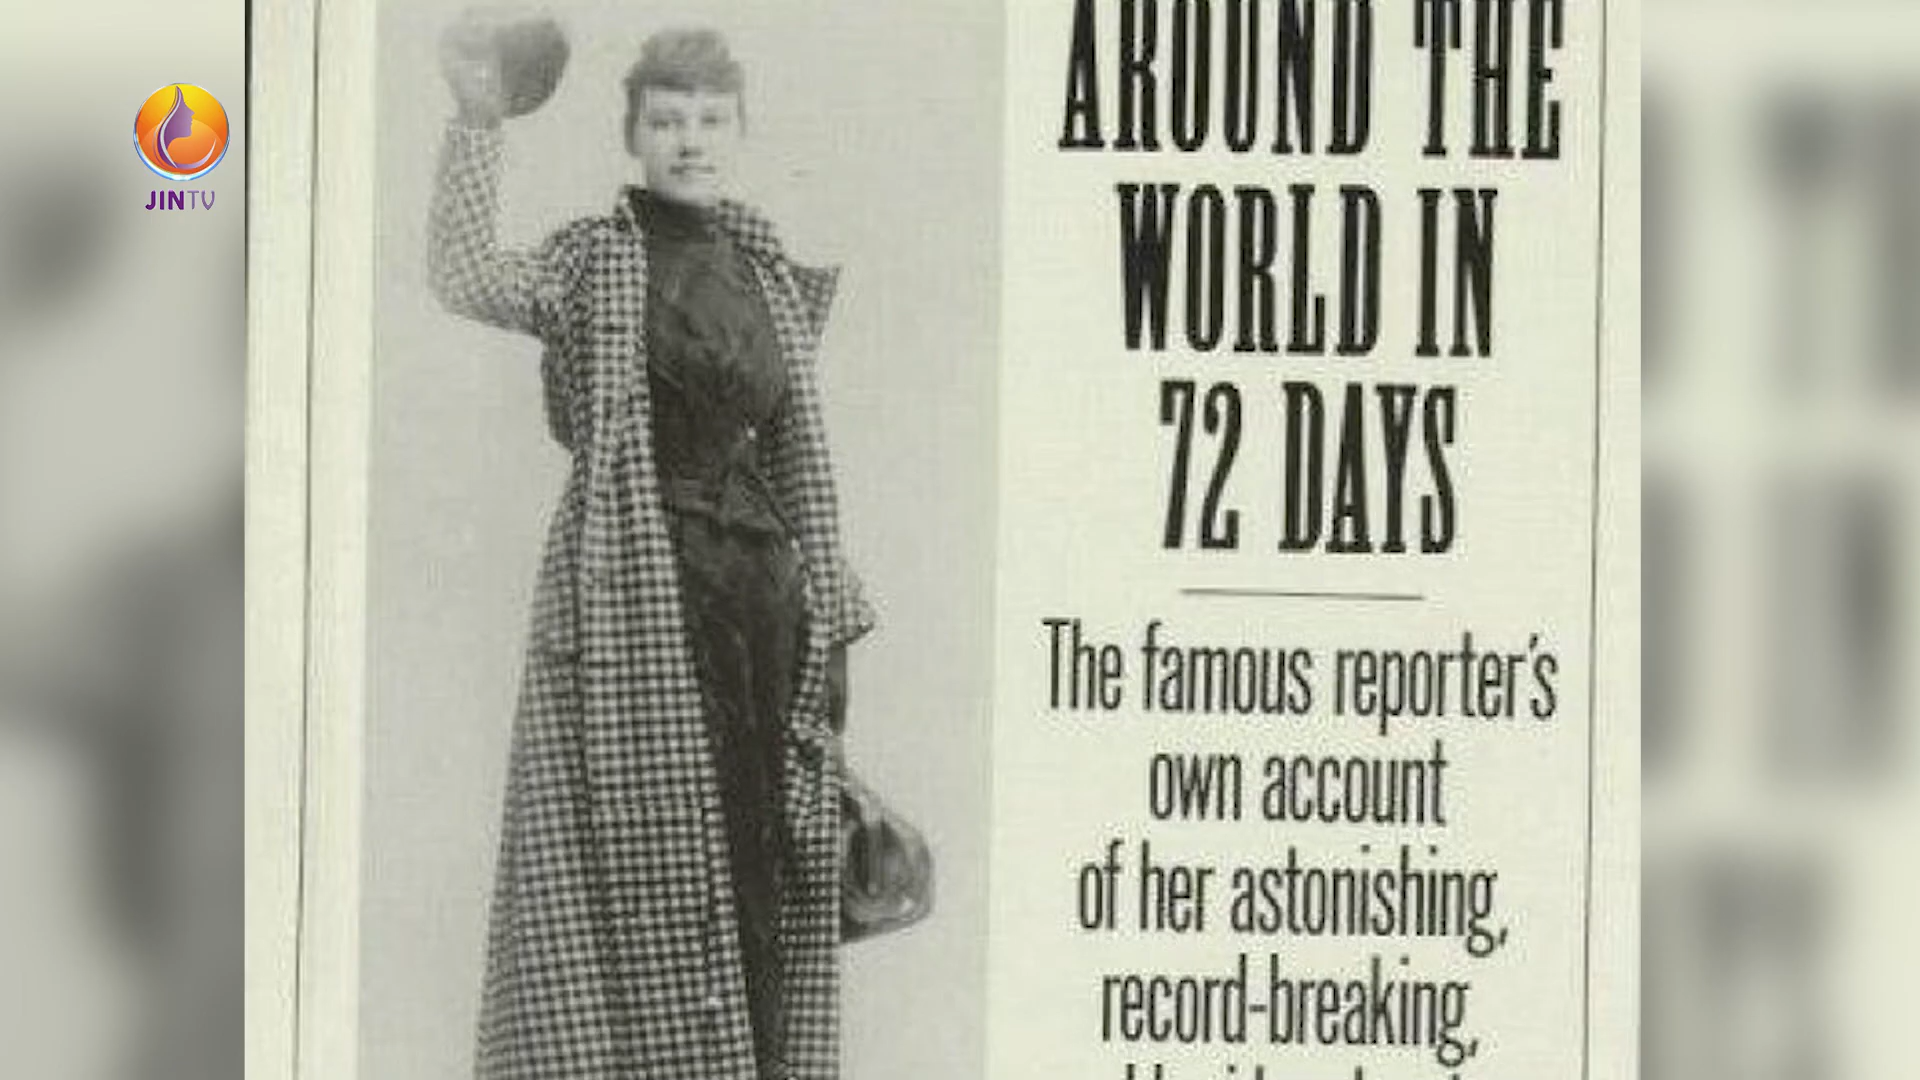 JINTV
AROUND THE
WORLD IN
72 DAYS
The famous reporter's
own account
of her astonishing,
record-breaking,